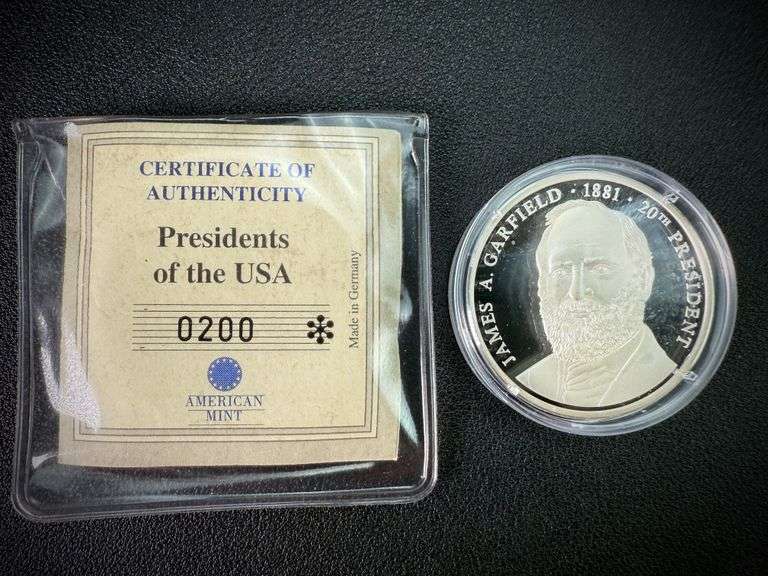 CERTIFICATE OF
AUTHENTICITY
Presidents
of the USA
0200
Made in Germany
AMERICAN
MINT
JAMES A. GARFIELD · 1881 · 20TH PRESIDENT